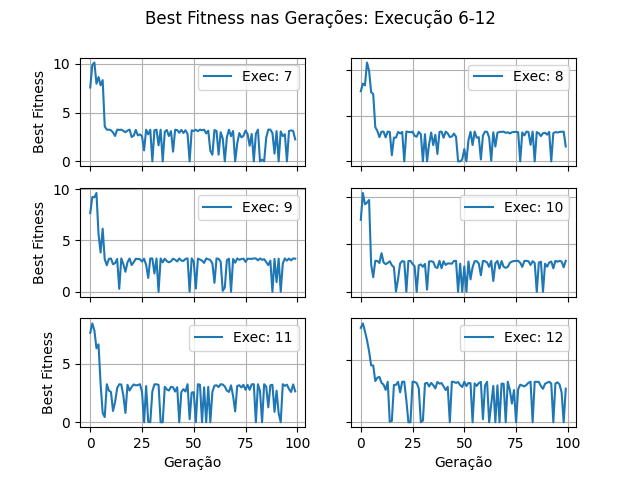 Best Fitness nas Gerações: Execução 6-12
Best Fitness
10
5
0
Exec: 7
Exec: 8
Best Fitness
10
5
0
Exec: 9
Exec: 10
Best Fitness
5
0
Exec: 11
Exec: 12
0 25 50 75 100
0 25 50 75 100
Geração
Geração